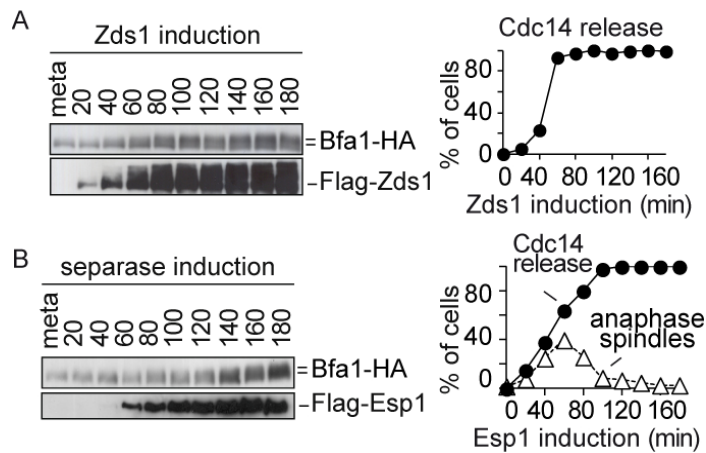 A
Zds1 induction
meta
20
40
60
80
100
120
140
160
180
=Bfa1-HA
-Flag-Zds1
Cdc14 release
% of cells
80
40
0
0 80 120 160
Zds1 induction (min)
B
separase induction
meta
20
40
60
80
100
120
140
160
180
=Bfa1-HA
-Flag-Esp1
Cdc14
release
% of cells
80
40
0
anaphase
spindles
0 40 80 120 160
Esp1 induction (min)